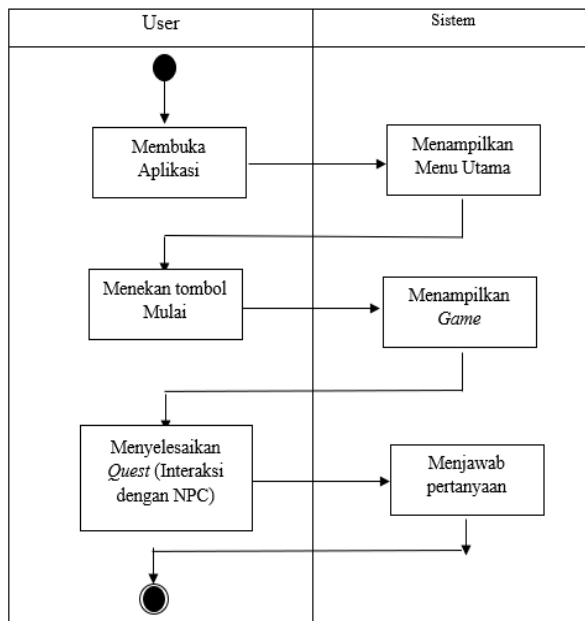 User
Sistem
Membuka
Aplikasi
Menampilkan
Menu Utama
Menekan tombol
Mulai
Menampilkan
Game
Menyelesaikan
Quest (Interaksi
dengan NPC)
Menjawab
pertanyaan